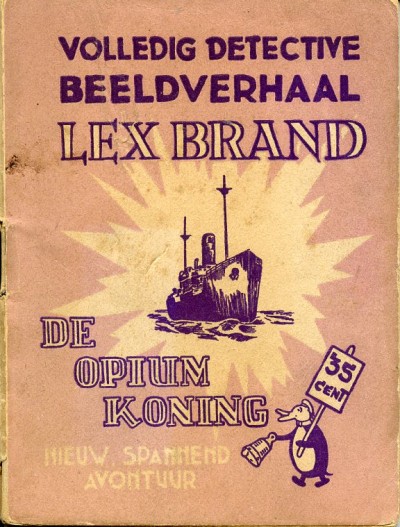 VOLLEDIG DETECTIVE
BEELDVERHAAL
LEX BRAND
DE
OPIUM
KONING
35
CENT
NIEUW, SPANNEND
AVONTUUR